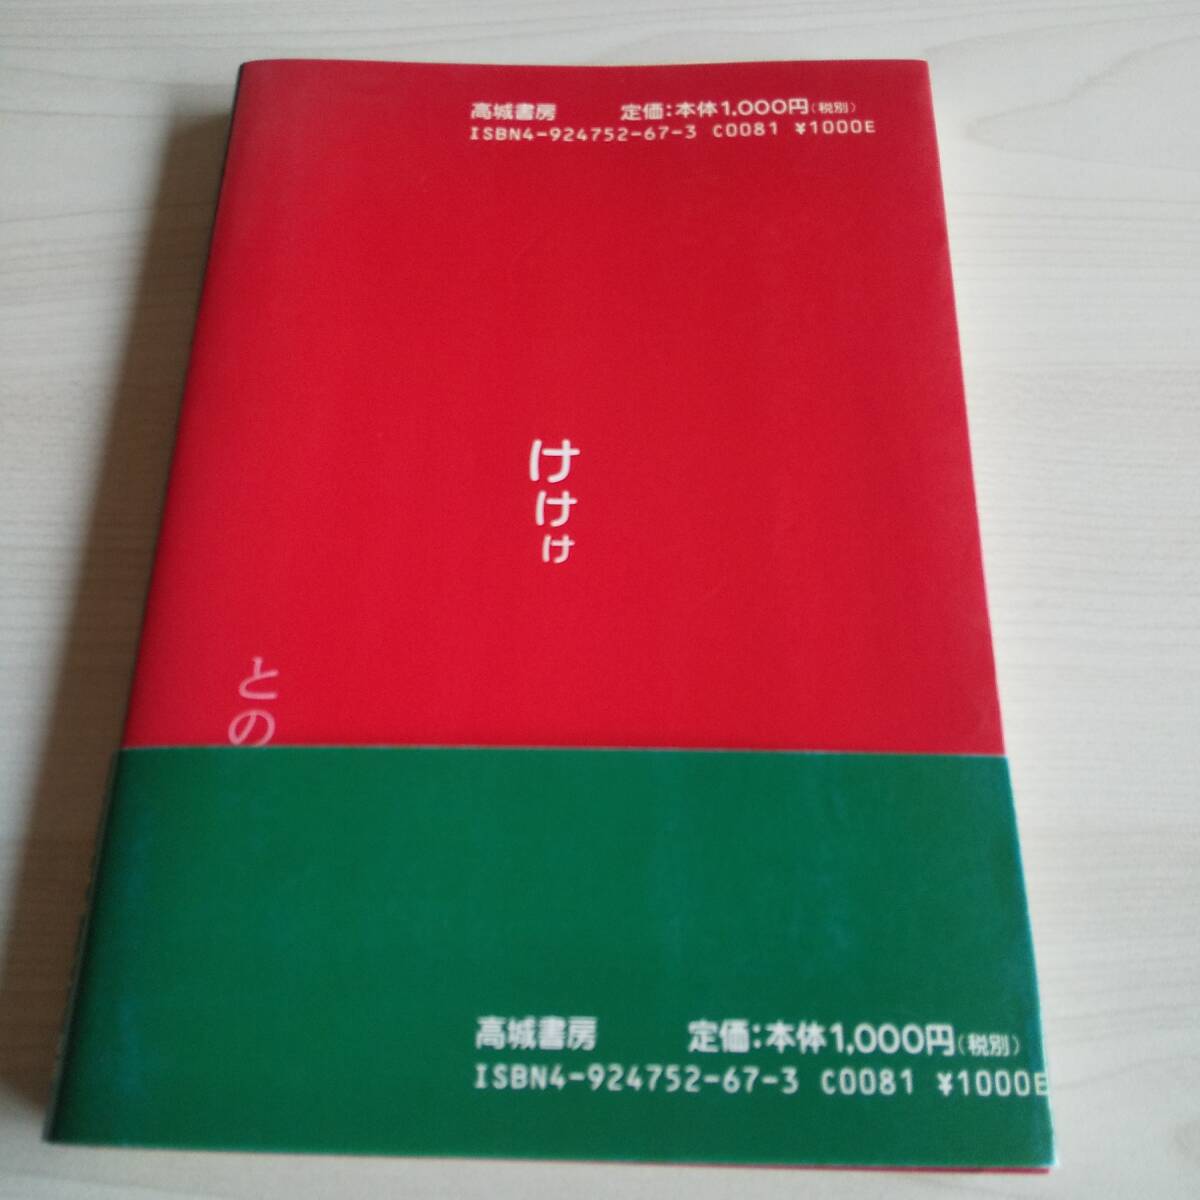 高城書房 定価：本体1,000円（税別）
ISBN4-924752-67-3 C0081 ¥1000E
けけけ
との
高城書房 定価：本体1,000円（税別）
ISBN4-924752-67-3 C0081 ¥1000E